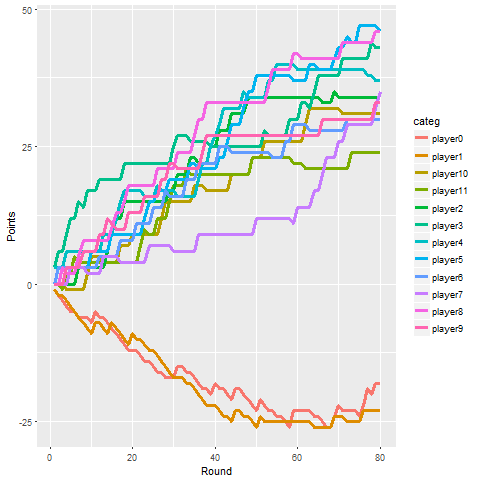 50
25
0
-25
Points
0
20
40
60
80
Round
categ
player0
player1
player10
player11
player2
player3
player4
player5
player6
player7
player8
player9